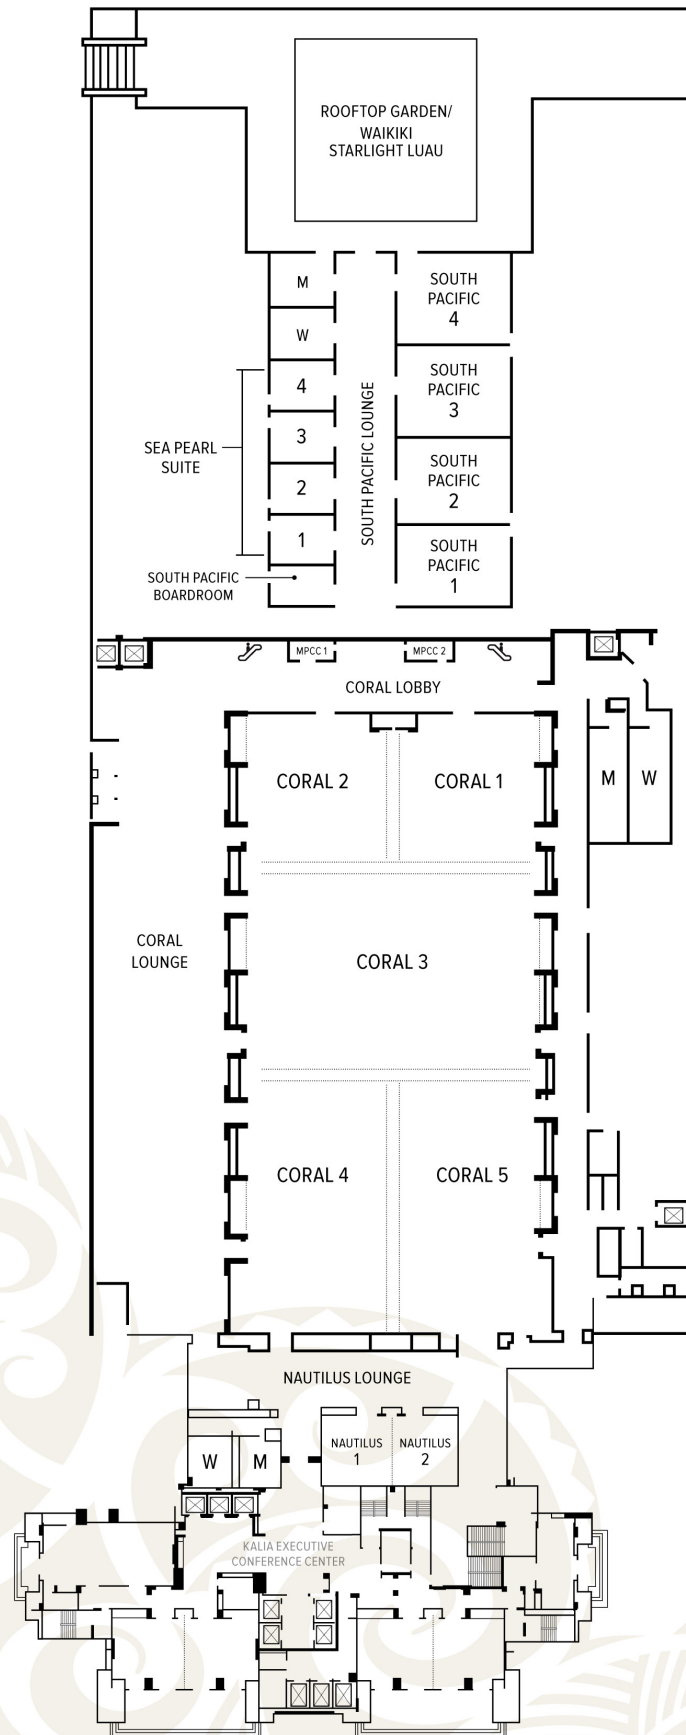 ROOFTOP GARDEN/
WAIKIKI
STARLIGHT LUAU
M
SOUTH
PACIFIC
4
W
4
SOUTH
PACIFIC
3
3
SEA PEARL
SUITE
SOUTH PACIFIC LOUNGE
2
SOUTH
PACIFIC
2
1
SOUTH
PACIFIC
1
SOUTH PACIFIC
BOARDROOM
MPCC 1
MPCC 2
CORAL LOBBY
CORAL 2
CORAL 1
M
W
CORAL
LOUNGE
CORAL 3
CORAL 4
CORAL 5
NAUTILUS LOUNGE
W
M
NAUTILUS
1
NAUTILUS
2
KALIA EXECUTIVE
CONFERENCE CENTER